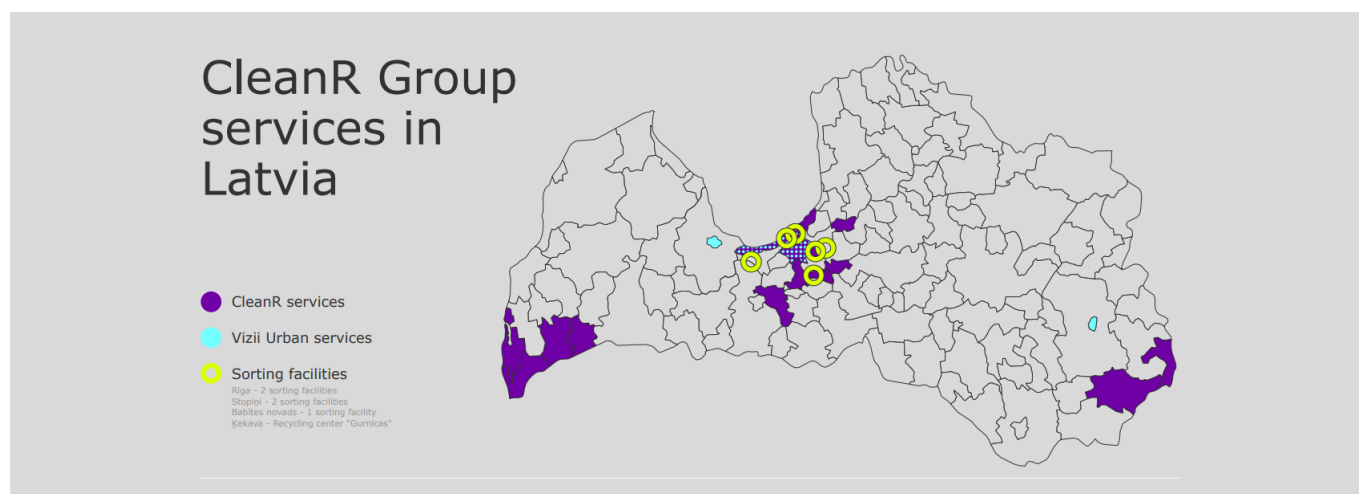 CleanR Group
services in
Latvia
CleanR services
Vizii Urban services
Sorting facilities
Rīga - 2 sorting facilities
Stopiņi - 2 sorting facilities
Babītes novads - 1 sorting facility
Ķekava - Recycling center "Gurnicas"